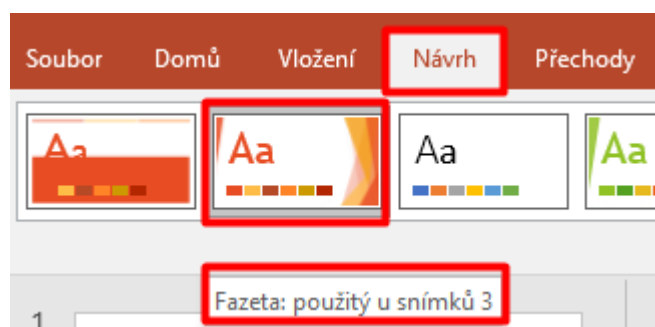 Soubor Domů Vložení Návrh Přechody
Aa Aa Aa Aa
Fazeta: použitý u snímků 3
1